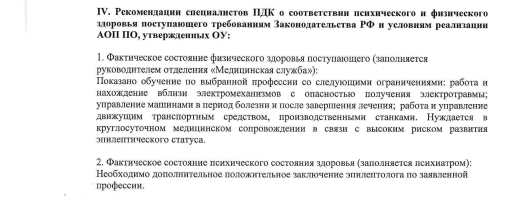 IV. Рекомендации специалистов ПДК о соответствии психического и физического
здоровья поступающего требованиям Законодательства РФ и условиям реализации
АОП ПО, утвержденных ОУ:
1. Фактическое состояние физического здоровья поступающего (заполняется
руководителем отделения «Медицинская служба»):
Показано обучение по выбранной профессии со следующими ограничениями: работа и
нахождение вблизи электромеханизмов с опасностью получения электротравмы;
управление машинами в период болезни и после завершения лечения; работа и управление
движущим транспортным средством, производственными станками. Нуждается в
круглосуточном медицинском сопровождении в связи с высоким риском развития
эпилептического статуса.
2. Фактическое состояние психического состояния здоровья (заполняется психиатром):
Необходимо дополнительное положительное заключение эпилептолога по заявленной
профессии.